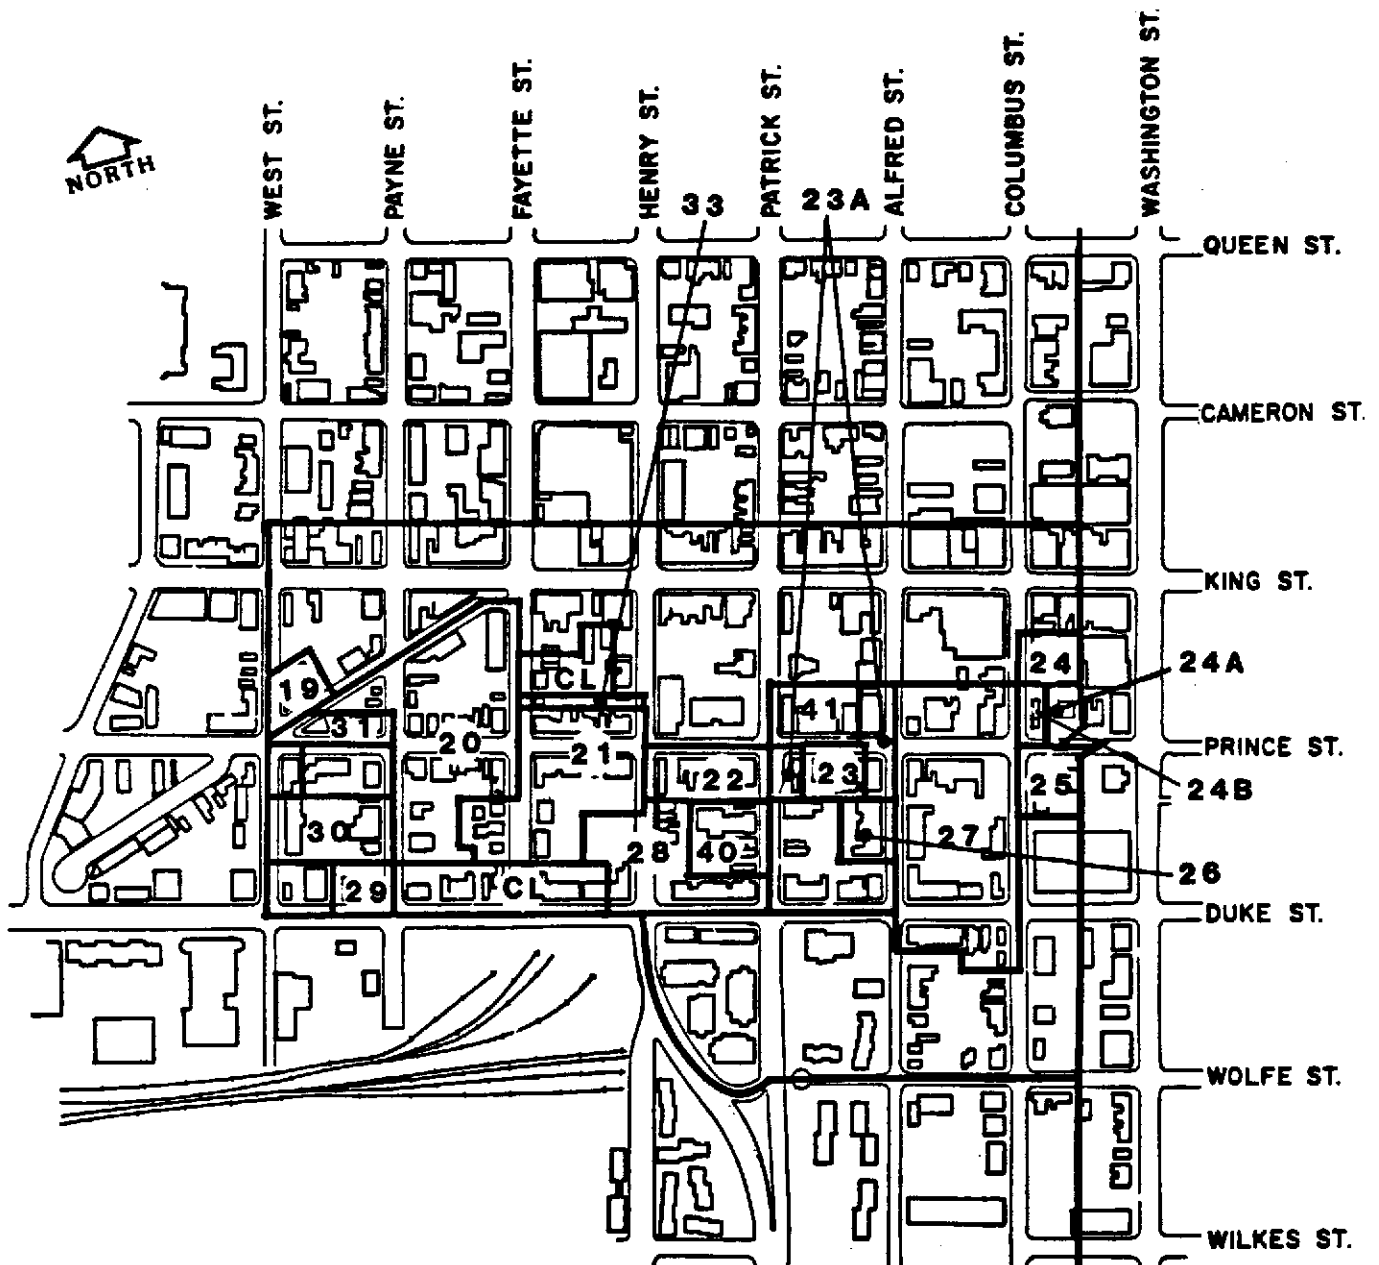 WEST ST.
PAYNE ST.
FAYETTE ST.
HENRY ST.
PATRICK ST.
ALFRED ST.
COLUMBUS ST.
WASHINGTON ST.
NORTH
33
23A
QUEEN ST.
CAMERON ST.
KING ST.
24
24A
19
CL
31
20
21
41
PRINCE ST.
22
23
25
24B
30
28
40
27
26
29
CL
DUKE ST.
WOLFE ST.
WILKES ST.